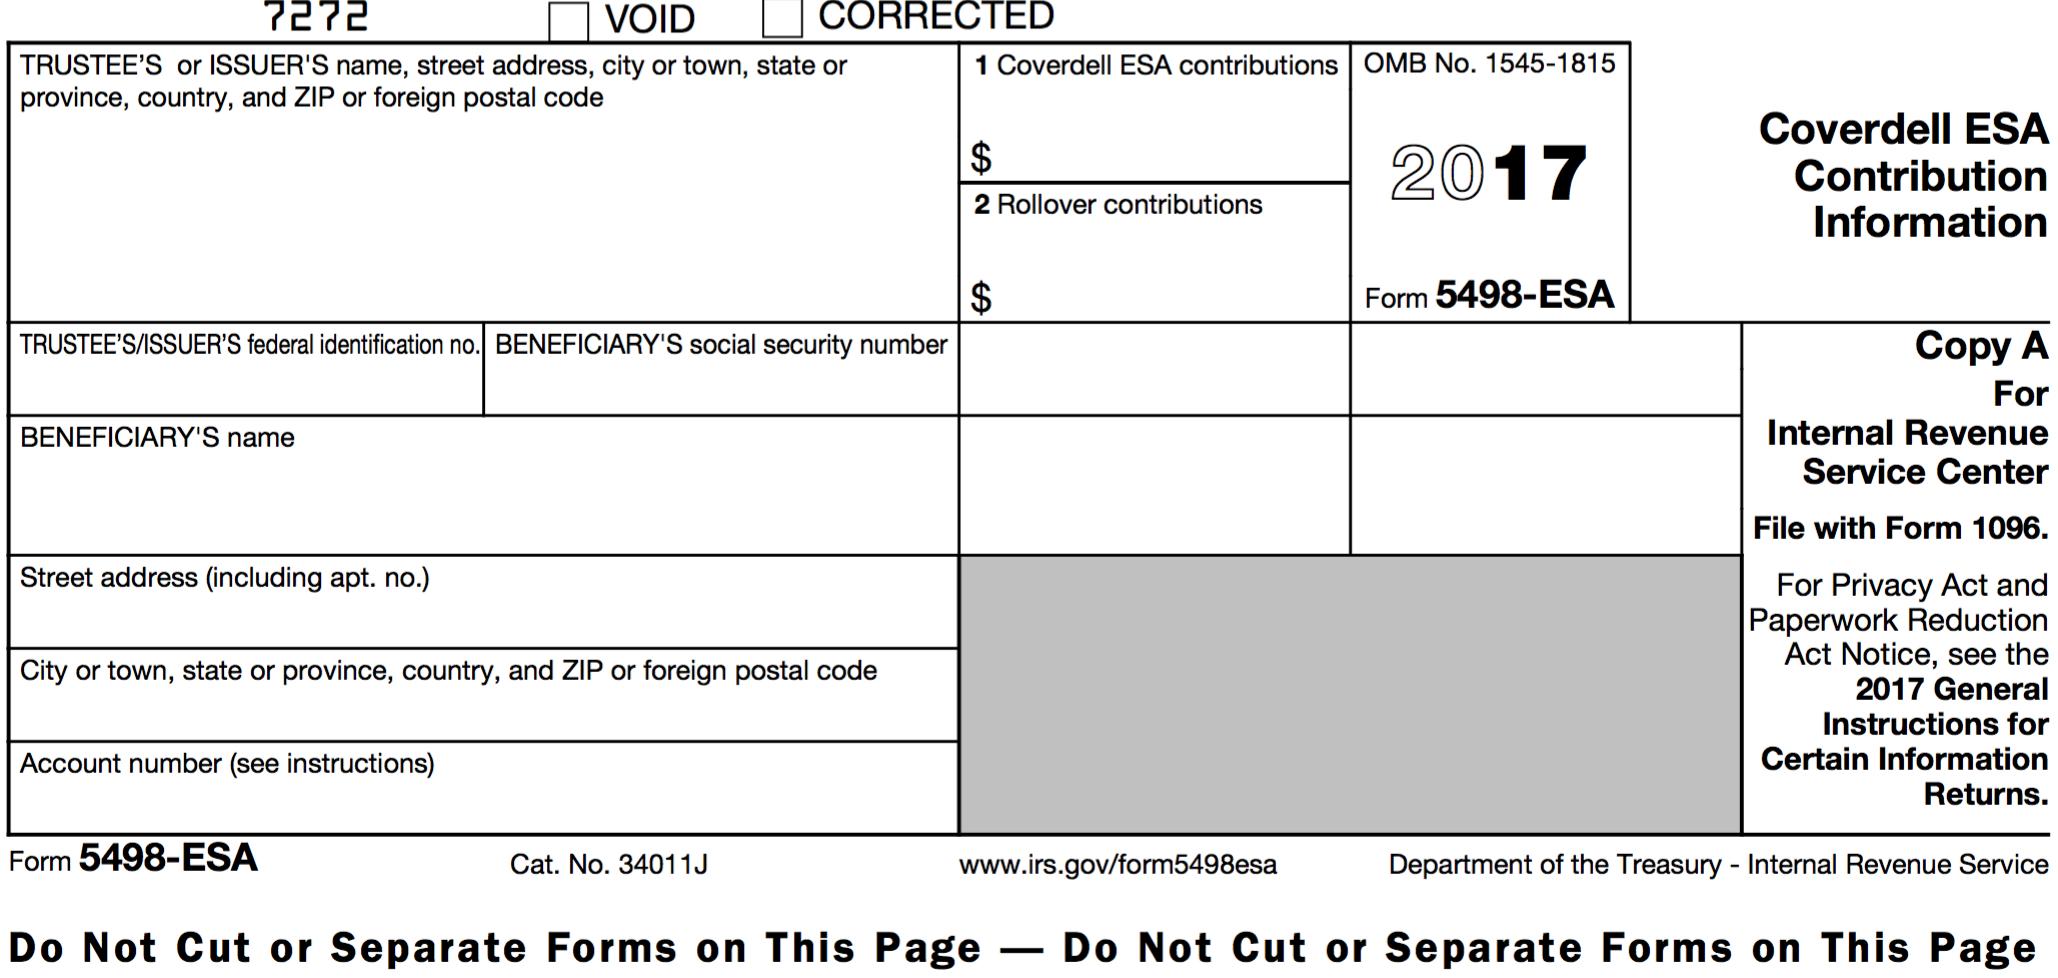 7272 VOID CORRECTED
TRUSTEE’S or ISSUER'S name, street address, city or town, state or
province, country, and ZIP or foreign postal code
1 Coverdell ESA contributions
$
2 Rollover contributions
$
OMB No. 1545-1815
2017
Form 5498-ESA
Coverdell ESA
Contribution
Information
TRUSTEE’S/ISSUER’S federal identification no.
BENEFICIARY'S social security number
BENEFICIARY'S name
Street address (including apt. no.)
City or town, state or province, country, and ZIP or foreign postal code
Account number (see instructions)
Copy A
For
Internal Revenue
Service Center
File with Form 1096.
For Privacy Act and
Paperwork Reduction
Act Notice, see the
2017 General
Instructions for
Certain Information
Returns.
Form 5498-ESA Cat. No. 34011J www.irs.gov/form5498esa Department of the Treasury - Internal Revenue Service
Do Not Cut or Separate Forms on This Page — Do Not Cut or Separate Forms on This Page